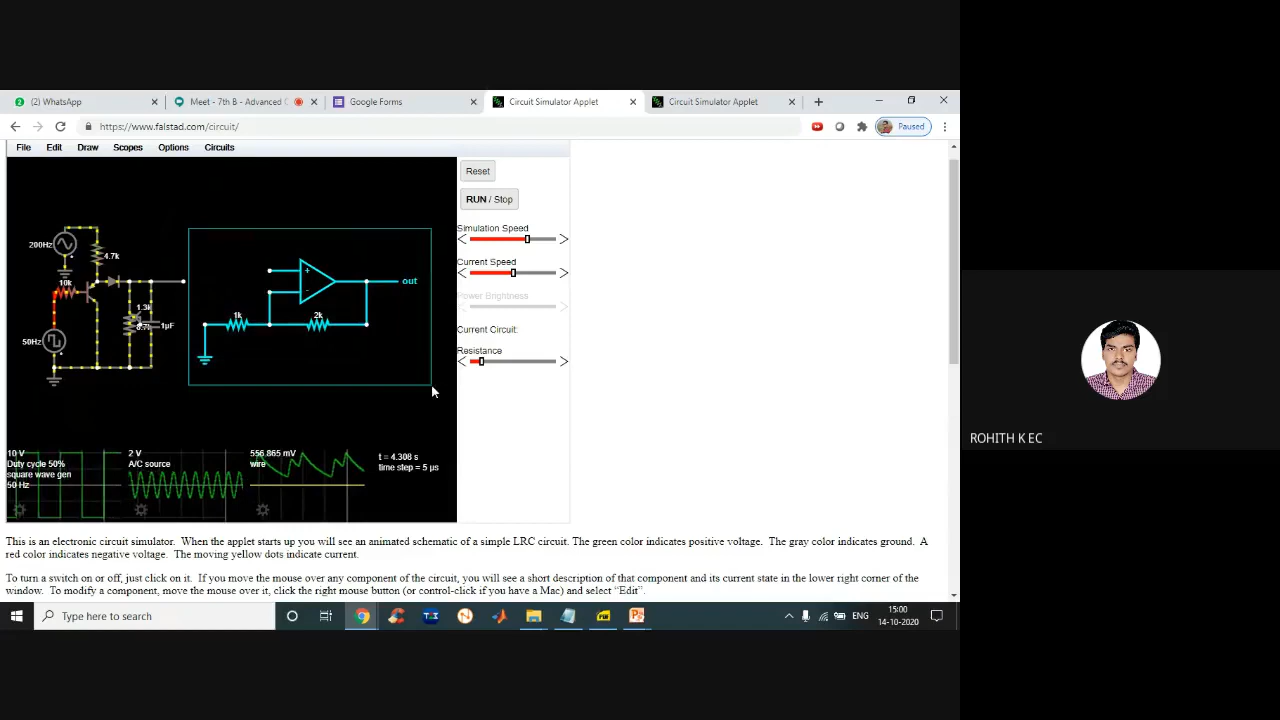 (2) WhatsApp
Meet - 7th B - Advanced
Google Forms
Circuit Simulator Applet
Circuit Simulator Applet
https://www.falstad.com/circuit/
Paused
File Edit Draw Scopes Options Circuits
Reset
RUN / Stop
Simulation Speed
Current Speed
Power Brightness
Current Circuit:
Resistance
200Hz
4.7k
10k
1.3k
1µF
50Hz
out
1k
2k
10 V
Duty cycle 50%
square wave gen
50 Hz
2 V
A/C source
556.865 mV
wire
t = 4.308 s
time step = 5 µs
ROHITH K EC
This is an electronic circuit simulator. When the applet starts up you will see an animated schematic of a simple LRC circuit. The green color indicates positive voltage. The gray color indicates ground. A
red color indicates negative voltage. The moving yellow dots indicate current.
To turn a switch on or off, just click on it. If you move the mouse over any component of the circuit, you will see a short description of that component and its current state in the lower right corner of the
window. To modify a component, move the mouse over it, click the right mouse button (or control-click if you have a Mac) and select “Edit”.
Type here to search
ENG
15:00
14-10-2020